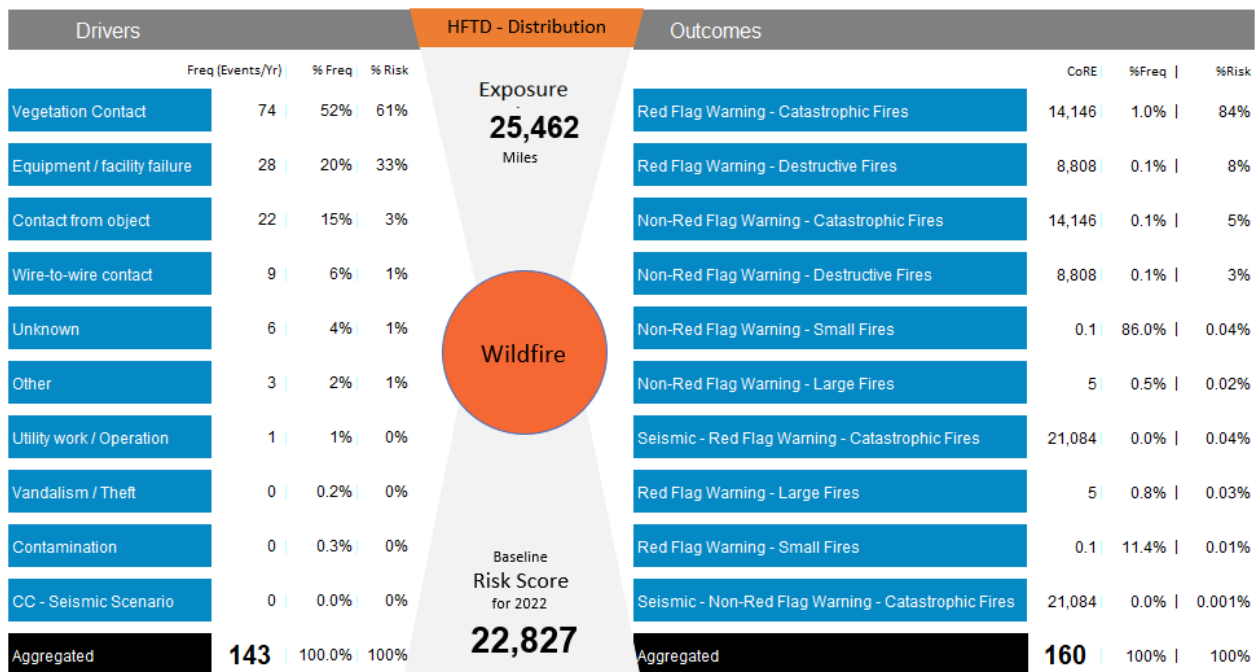 Drivers
HFTD - Distribution
Outcomes
Freq (Events/Yr) % Freq % Risk
Vegetation Contact 74 52% 61%
Equipment / facility failure 28 20% 33%
Contact from object 22 15% 3%
Wire-to-wire contact 9 6% 1%
Unknown 6 4% 1%
Other 3 2% 1%
Utility work / Operation 1 1% 0%
Vandalism / Theft 0 0.2% 0%
Contamination 0 0.3% 0%
CC - Seismic Scenario 0 0.0% 0%
Aggregated 143 100.0% 100%
Exposure
25,462
Miles
Wildfire
Baseline
Risk Score
for 2022
22,827
CoRE %Freq | %Risk
Red Flag Warning - Catastrophic Fires 14,146 1.0% | 84%
Red Flag Warning - Destructive Fires 8,808 0.1% | 8%
Non-Red Flag Warning - Catastrophic Fires 14,146 0.1% | 5%
Non-Red Flag Warning - Destructive Fires 8,808 0.1% | 3%
Non-Red Flag Warning - Small Fires 0.1 86.0% | 0.04%
Non-Red Flag Warning - Large Fires 5 0.5% | 0.02%
Seismic - Red Flag Warning - Catastrophic Fires 21,084 0.0% | 0.04%
Red Flag Warning - Large Fires 5 0.8% | 0.03%
Red Flag Warning - Small Fires 0.1 11.4% | 0.01%
Seismic - Non-Red Flag Warning - Catastrophic Fires 21,084 0.0% | 0.001%
Aggregated 160 100% | 100%